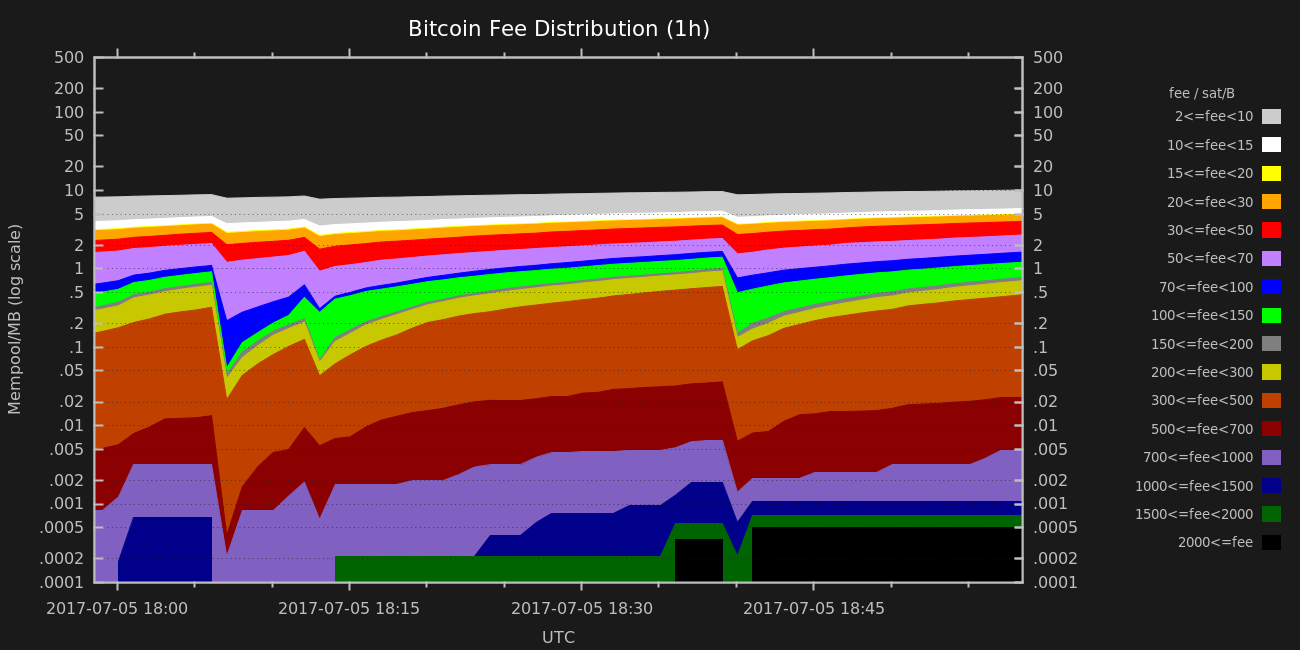 Bitcoin Fee Distribution (1h)
500 500
200 200
100 100
50 50
20 20
10 10
5 5
2 2
1 1
.5 .5
.2 .2
.1 .1
.05 .05
.02 .02
.01 .01
.005 .005
.002 .002
.001 .001
.0005 .0005
.0002 .0002
.0001 .0001
Mempool/MB (log scale)
2017-07-05 18:00 2017-07-05 18:15 2017-07-05 18:30 2017-07-05 18:45
UTC
fee / sat/B
2<=fee<10
10<=fee<15
15<=fee<20
20<=fee<30
30<=fee<50
50<=fee<70
70<=fee<100
100<=fee<150
150<=fee<200
200<=fee<300
300<=fee<500
500<=fee<700
700<=fee<1000
1000<=fee<1500
1500<=fee<2000
2000<=fee